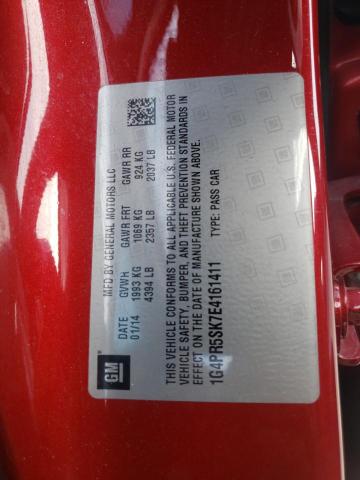 MFD BY GENERAL MOTORS LLC
DATE GVWR GAWR FRT GAWR RR
01/14 1993 KG 1069 KG 924 KG
4394 LB 2357 LB 2037 LB
THIS VEHICLE CONFORMS TO ALL APPLICABLE U.S. FEDERAL MOTOR
VEHICLE SAFETY, BUMPER, AND THEFT PREVENTION STANDARDS IN
EFFECT ON THE DATE OF MANUFACTURE SHOWN ABOVE.
1G4PR5SK7E4161411 TYPE: PASS CAR
GM